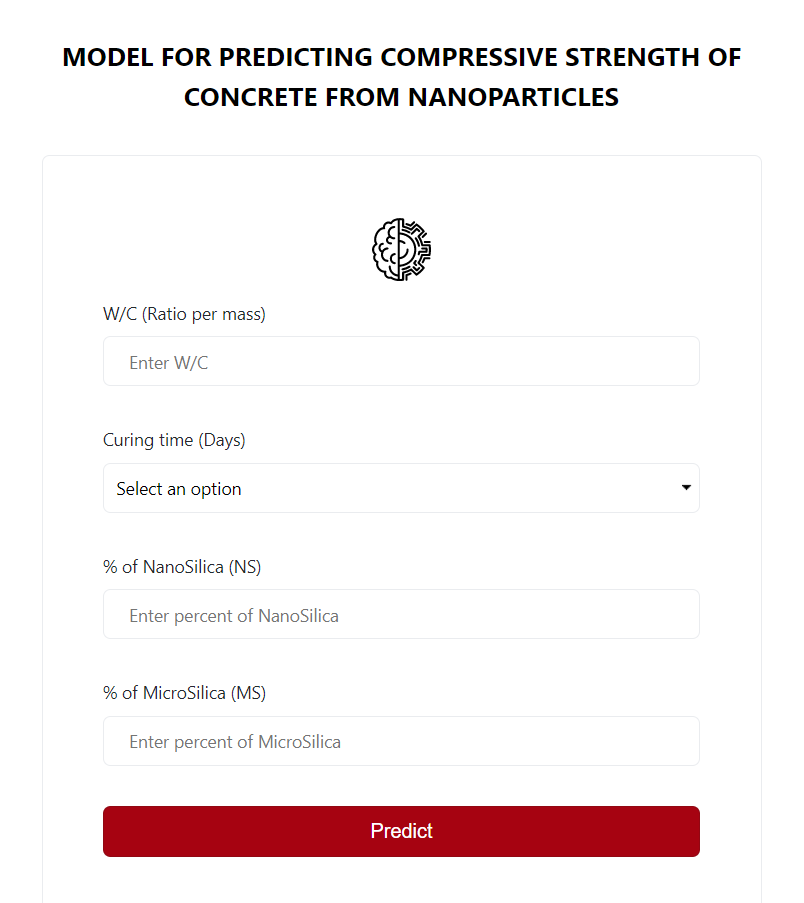 MODEL FOR PREDICTING COMPRESSIVE STRENGTH OF
CONCRETE FROM NANOPARTICLES
W/C (Ratio per mass)
Enter W/C
Curing time (Days)
Select an option
% of NanoSilica (NS)
Enter percent of NanoSilica
% of MicroSilica (MS)
Enter percent of MicroSilica
Predict